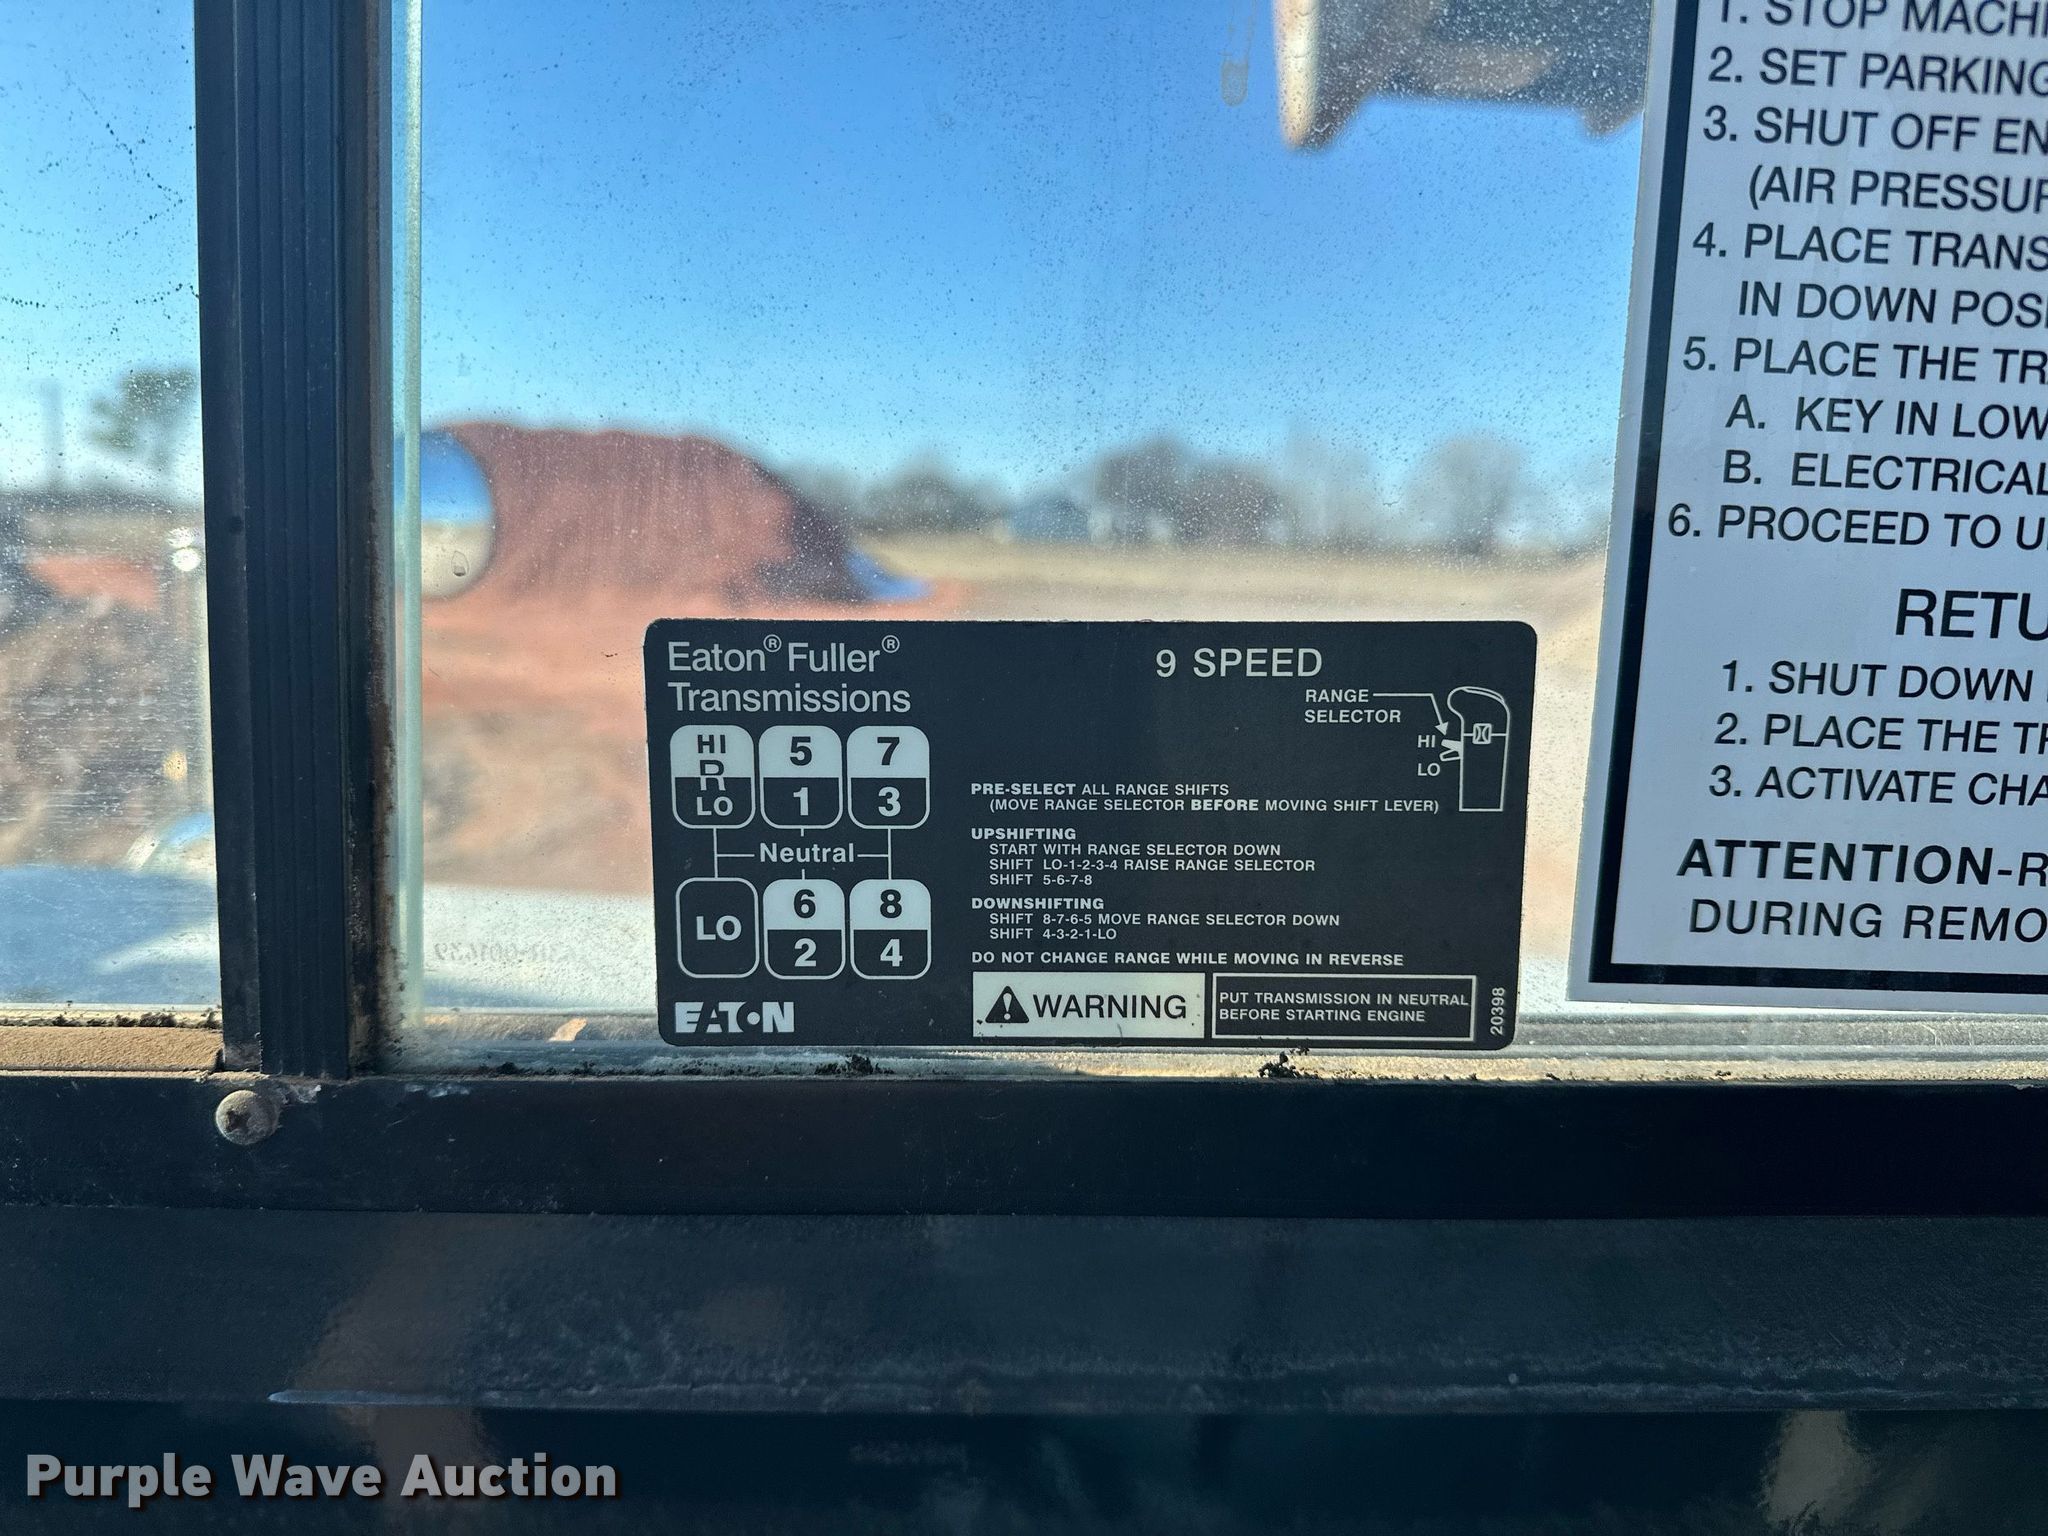 Eaton® Fuller®
Transmissions
9 SPEED
RANGE
SELECTOR
HI
LO
HI
R
LO
5
1
7
3
Neutral
LO
6
2
8
4
EATON
PRE-SELECT ALL RANGE SHIFTS
(MOVE RANGE SELECTOR BEFORE MOVING SHIFT LEVER)
UPSHIFTING
START WITH RANGE SELECTOR DOWN
SHIFT LO-1-2-3-4 RAISE RANGE SELECTOR
SHIFT 5-6-7-8
DOWNSHIFTING
SHIFT 8-7-6-5 MOVE RANGE SELECTOR DOWN
SHIFT 4-3-2-1-LO
DO NOT CHANGE RANGE WHILE MOVING IN REVERSE
WARNING
PUT TRANSMISSION IN NEUTRAL
BEFORE STARTING ENGINE
20398
1. STOP MACHI
2. SET PARKING
3. SHUT OFF EN
(AIR PRESSUR
4. PLACE TRANS
IN DOWN POSI
5. PLACE THE TRA
A. KEY IN LOW
B. ELECTRICAL
6. PROCEED TO U
RETU
1. SHUT DOWN
2. PLACE THE TR
3. ACTIVATE CHA
ATTENTION-R
DURING REMO
Purple Wave Auction